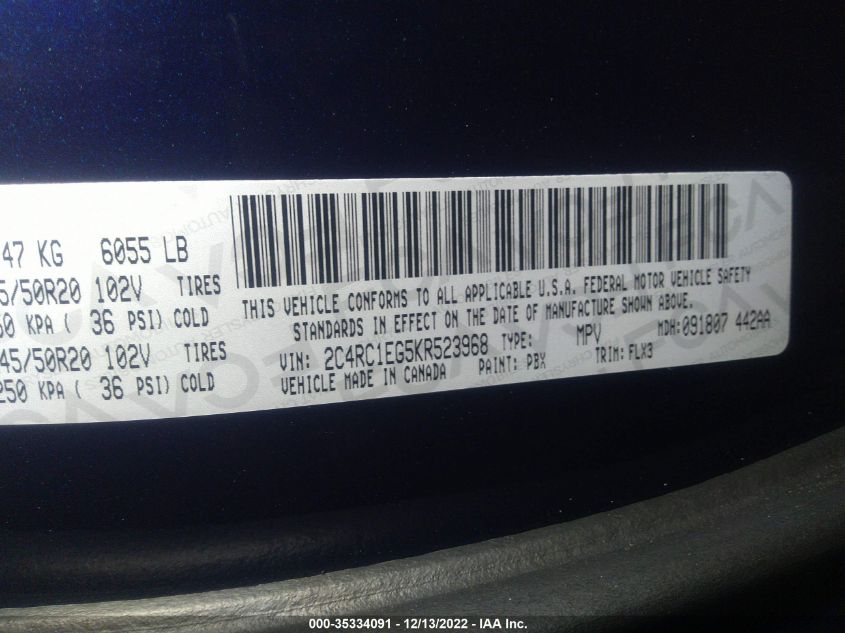 47 KG 6055 LB
5/50R20 102V TIRES
50 KPA ( 36 PSI) COLD
45/50R20 102V TIRES
250 KPA ( 36 PSI) COLD
THIS VEHICLE CONFORMS TO ALL APPLICABLE U.S.A. FEDERAL MOTOR VEHICLE SAFETY
STANDARDS IN EFFECT ON THE DATE OF MANUFACTURE SHOWN ABOVE.
VIN: 2C4RC1EG5KR523968 TYPE: MPV MDH:091807 442AA
VEHICLE MADE IN CANADA PAINT: PBX TRIM: FLX3
000-35334091 - 12/13/2022 - IAA Inc.